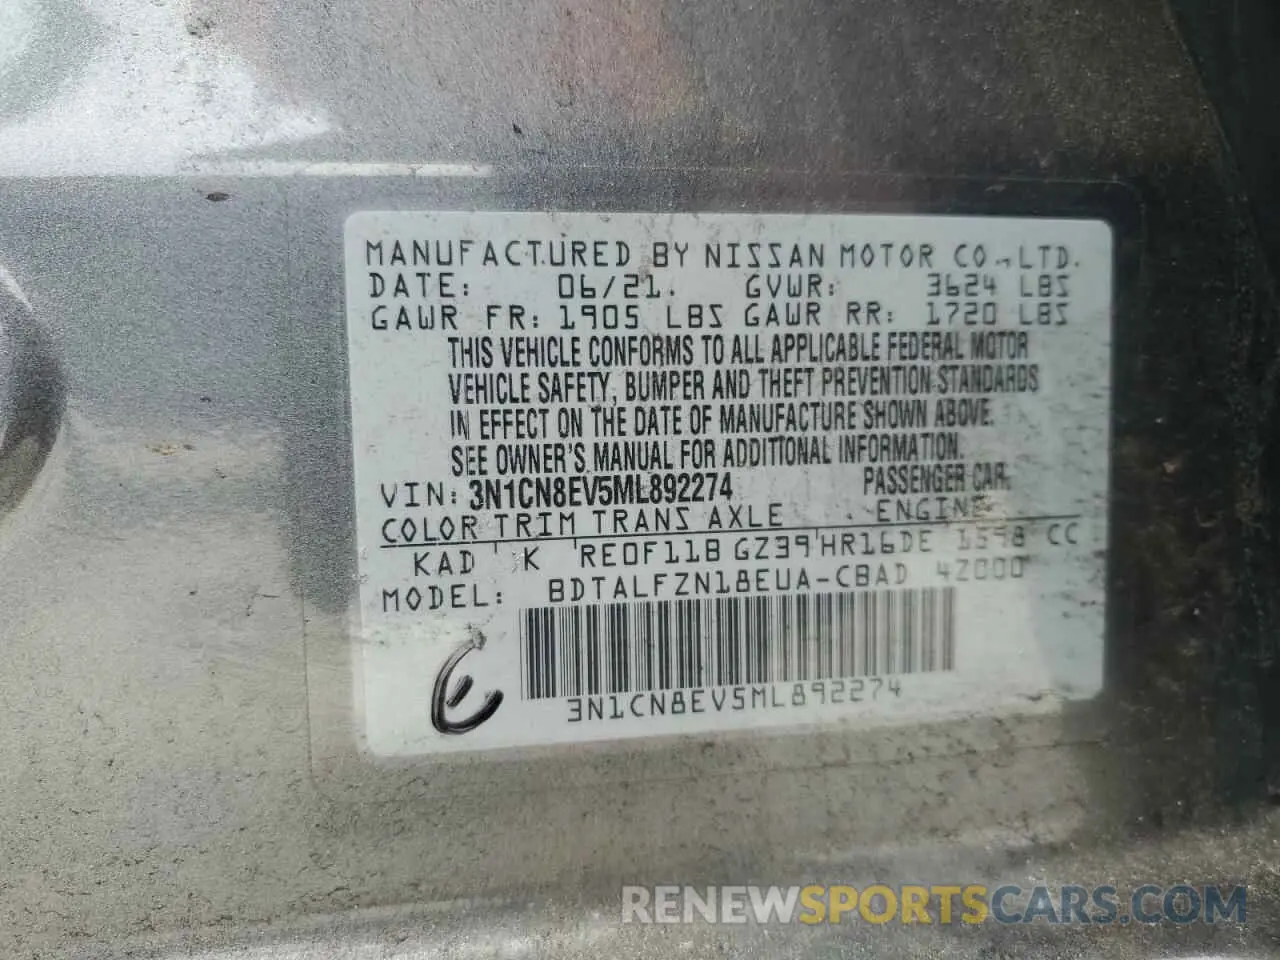 MANUFACTURED BY NISSAN MOTOR CO., LTD.
DATE: 06/21. GVWR: 3624 LBS
GAWR FR: 1905 LBS GAWR RR: 1720 LBS
THIS VEHICLE CONFORMS TO ALL APPLICABLE FEDERAL MOTOR
VEHICLE SAFETY, BUMPER AND THEFT PREVENTION STANDARDS
IN EFFECT ON THE DATE OF MANUFACTURE SHOWN ABOVE.
SEE OWNER'S MANUAL FOR ADDITIONAL INFORMATION.
VIN: 3N1CN8EV5ML892274 PASSENGER CAR
COLOR TRIM TRANS AXLE ENGINE
KAD K RE0F11B GZ39 HR16DE 1598 CC
MODEL: BDTALFZN18EUA-CBAD 4Z000
3N1CN8EV5ML892274
RENEWSPORTSCARS.COM